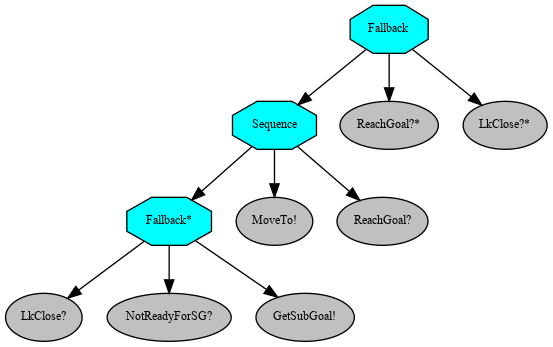 Fallback
Sequence
ReachGoal?*
LkClose?*
Fallback*
MoveTo!
ReachGoal?
LkClose?
NotReadyForSG?
GetSubGoal!